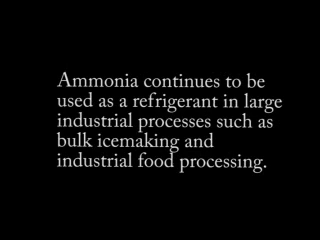 Ammonia continues to be
used as a refrigerant in large
industrial processes such as
bulk icemaking and
industrial food processing.